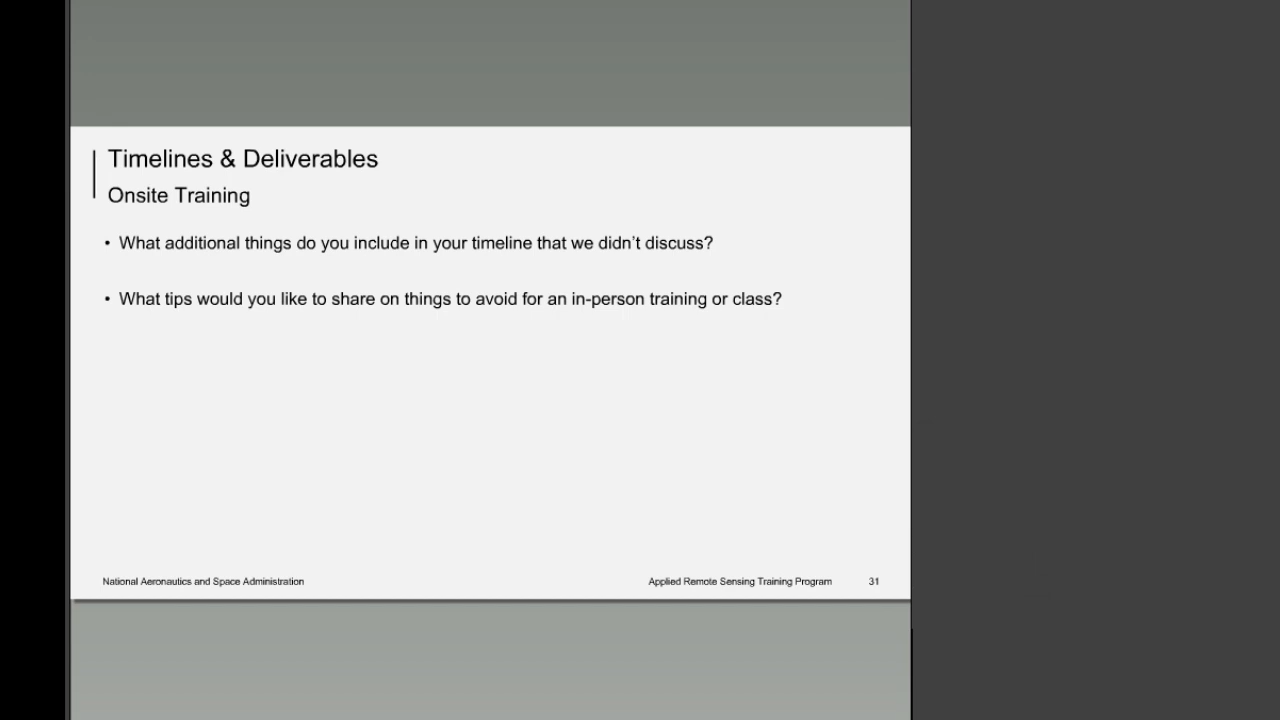 Timelines & Deliverables
Onsite Training
• What additional things do you include in your timeline that we didn’t discuss?
• What tips would you like to share on things to avoid for an in-person training or class?
National Aeronautics and Space Administration
Applied Remote Sensing Training Program
31